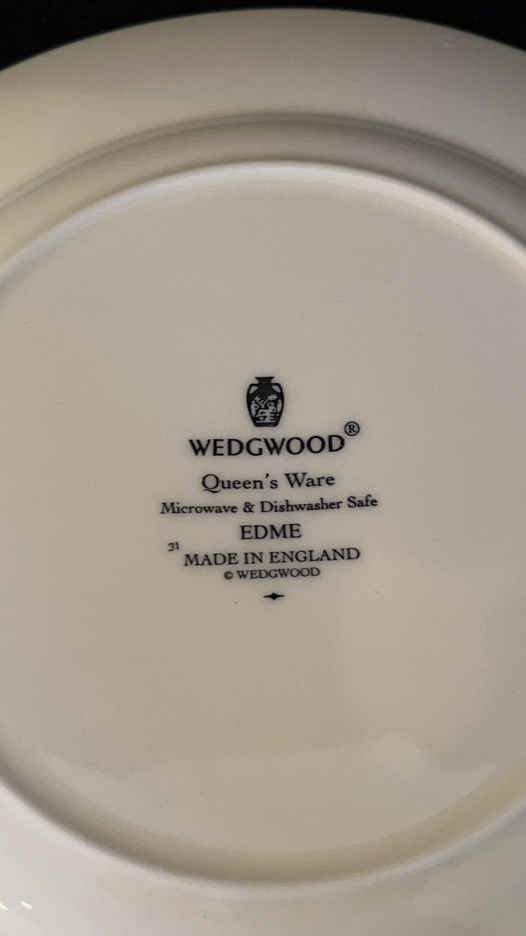 WEDGWOOD®
Queen's Ware
Microwave & Dishwasher Safe
EDME
31 MADE IN ENGLAND
© WEDGWOOD